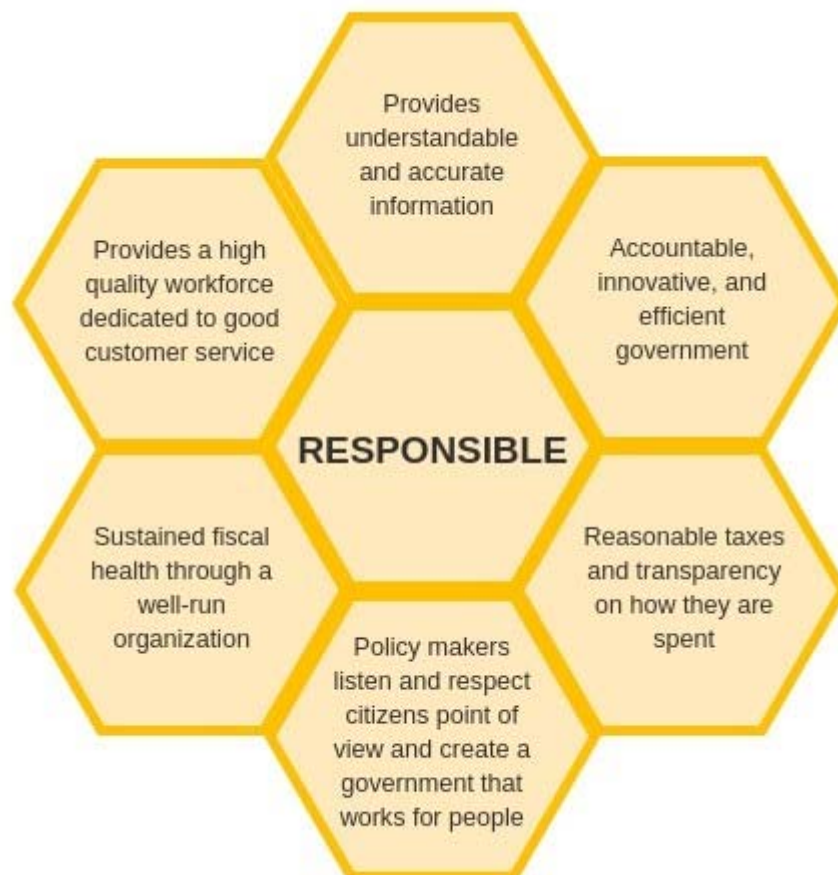 Provides
understandable
and accurate
information
Provides a high
quality workforce
dedicated to good
customer service
Accountable,
innovative, and
efficient
government
RESPONSIBLE
Sustained fiscal
health through a
well-run
organization
Reasonable taxes
and transparency
on how they are
spent
Policy makers
listen and respect
citizens point of
view and create a
government that
works for people